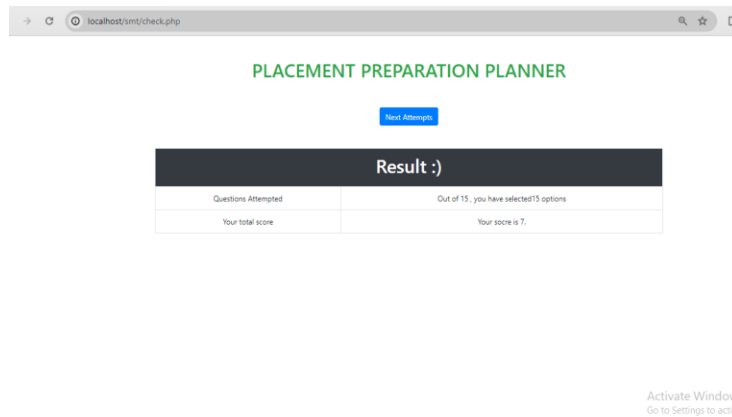 localhost/smt/check.php
PLACEMENT PREPARATION PLANNER
Next Attempts
Result :)
Questions Attempted Out of 15 , you have selected15 options
Your total score Your socre is 7.
Activate Window
Go to Settings to acti